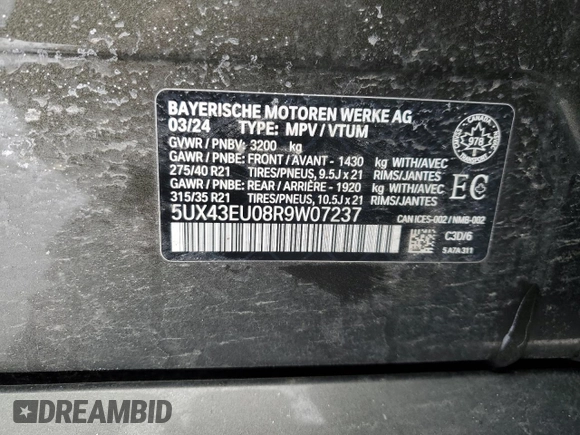 BAYERISCHE MOTOREN WERKE AG
03/24 TYPE: MPV / VTUM
GVWR / PNBV: 3200 kg
GAWR / PNBE: FRONT / AVANT - 1430 kg WITH/AVEC
275/40 R21 TIRES/PNEUS, 9.5J x 21 RIMS/JANTES
GAWR / PNBE: REAR / ARRIÈRE - 1920 kg WITH/AVEC
315/35 R21 TIRES/PNEUS, 10.5J x 21 RIMS/JANTES
EC
5UX43EU08R9W07237
CAN ICES-002 / NMB-002
C3D/6
5A7A311
CANADA
978
DREAMBID